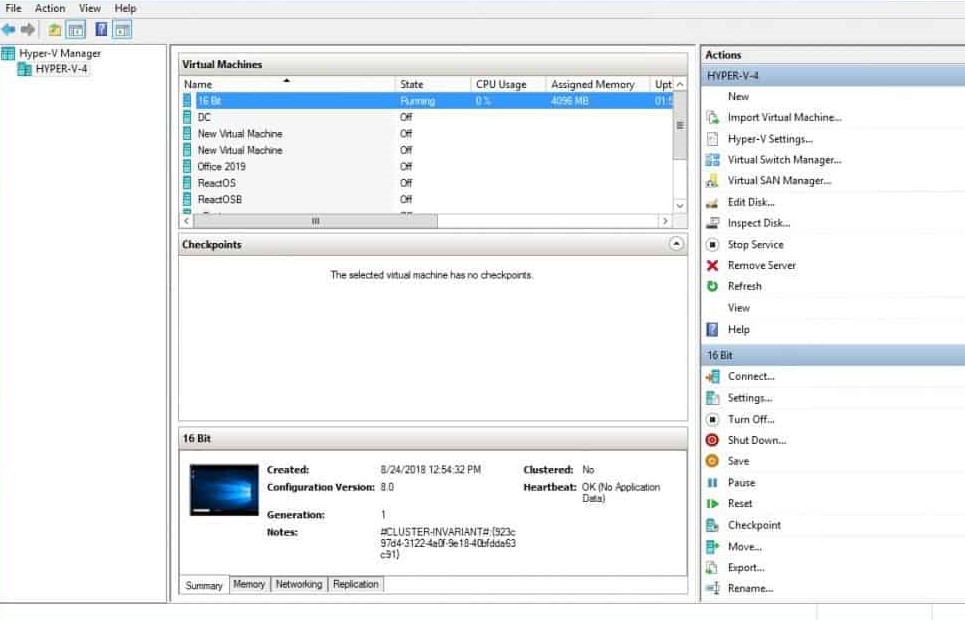 File Action View Help
Hyper-V Manager
HYPER-V-4
Virtual Machines
Name State CPU Usage Assigned Memory Upt
16 Bit Running 0 % 4096 MB 01:5
DC Off
New Virtual Machine Off
New Virtual Machine Off
Office 2019 Off
ReactOS Off
ReactOSB Off
Checkpoints
The selected virtual machine has no checkpoints.
16 Bit
Created: 8/24/2018 12:54:32 PM Clustered: No
Configuration Version: 8.0 Heartbeat: OK (No Application
Data)
Generation: 1
Notes: #CLUSTER-INVARIANT#:{923c
97d4-3122-4a0f-9e18-40bfdda63
c91}
Summary Memory Networking Replication
Actions
HYPER-V-4
New
Import Virtual Machine...
Hyper-V Settings...
Virtual Switch Manager...
Virtual SAN Manager...
Edit Disk...
Inspect Disk...
Stop Service
Remove Server
Refresh
View
Help
16 Bit
Connect...
Settings...
Turn Off...
Shut Down...
Save
Pause
Reset
Checkpoint
Move...
Export...
Rename...